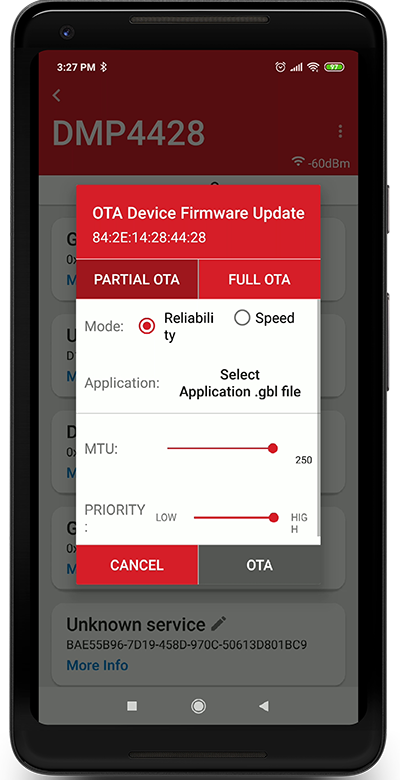 3:27 PM
97
DMP4428
-60dBm
OTA Device Firmware Update
84:2E:14:28:44:28
PARTIAL OTA
FULL OTA
Mode:
Reliabili
ty
Speed
Application:
Select
Application .gbl file
MTU:
250
PRIORITY
:
LOW
HIG
H
CANCEL
OTA
G
0x
M
U
D
M
D
0x
M
G
0x
M
Unknown service
BAE55B96-7D19-458D-970C-50613D801BC9
More Info